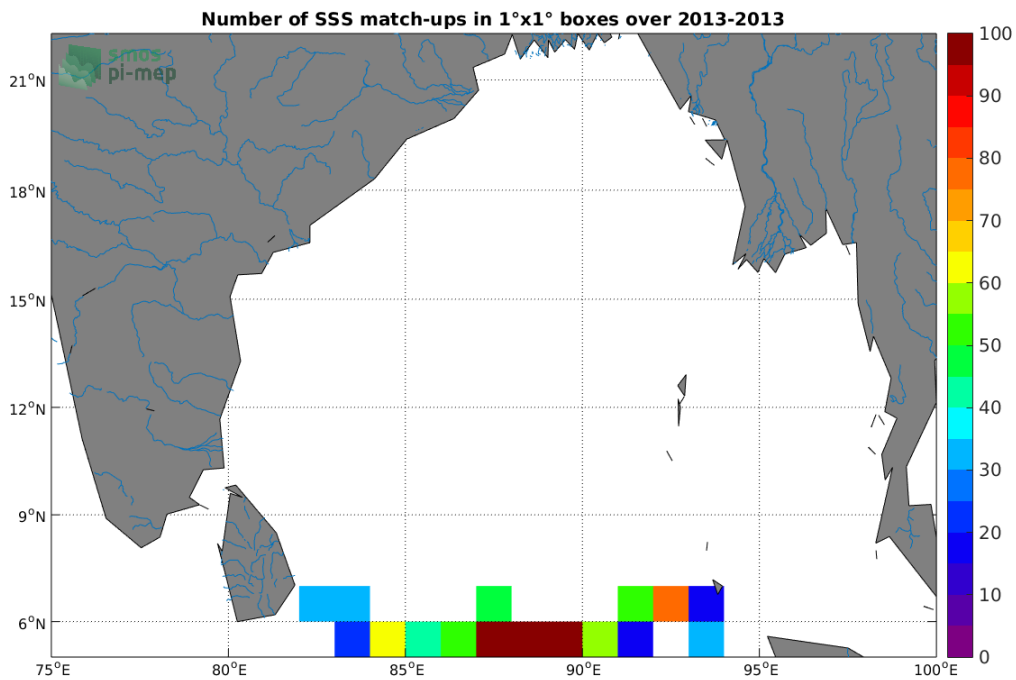 Number of SSS match-ups in 1°x1° boxes over 2013-2013
smos
pi-mep
21°N
18°N
15°N
12°N
9°N
6°N
75°E 80°E 85°E 90°E 95°E 100°E
100
90
80
70
60
50
40
30
20
10
0